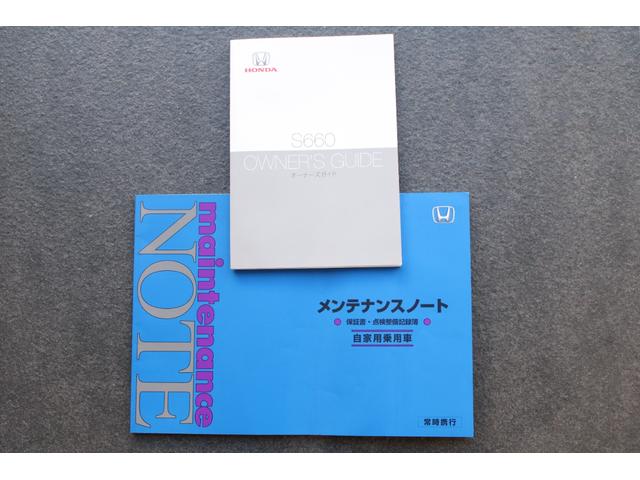 HONDA
S660
OWNER'S GUIDE
オーナーズガイド
maintenance
NOTE
メンテナンスノート
保証書・点検整備記録簿
自家用乗用車
常時携行